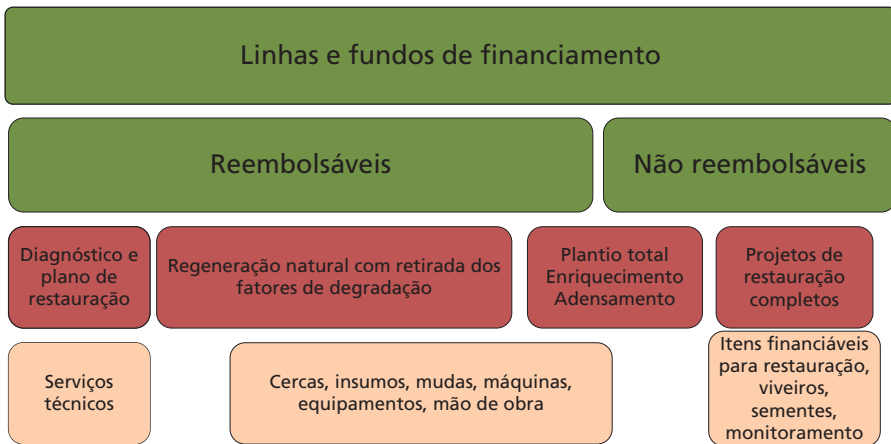 Linhas e fundos de financiamento
Reembolsáveis
Não reembolsáveis
Diagnóstico e
plano de
restauração
Regeneração natural com retirada dos
fatores de degradação
Plantio total
Enriquecimento
Adensamento
Projetos de
restauração
completos
Serviços
técnicos
Cercas, insumos, mudas, máquinas,
equipamentos, mão de obra
Itens financiáveis
para restauração,
viveiros,
sementes,
monitoramento